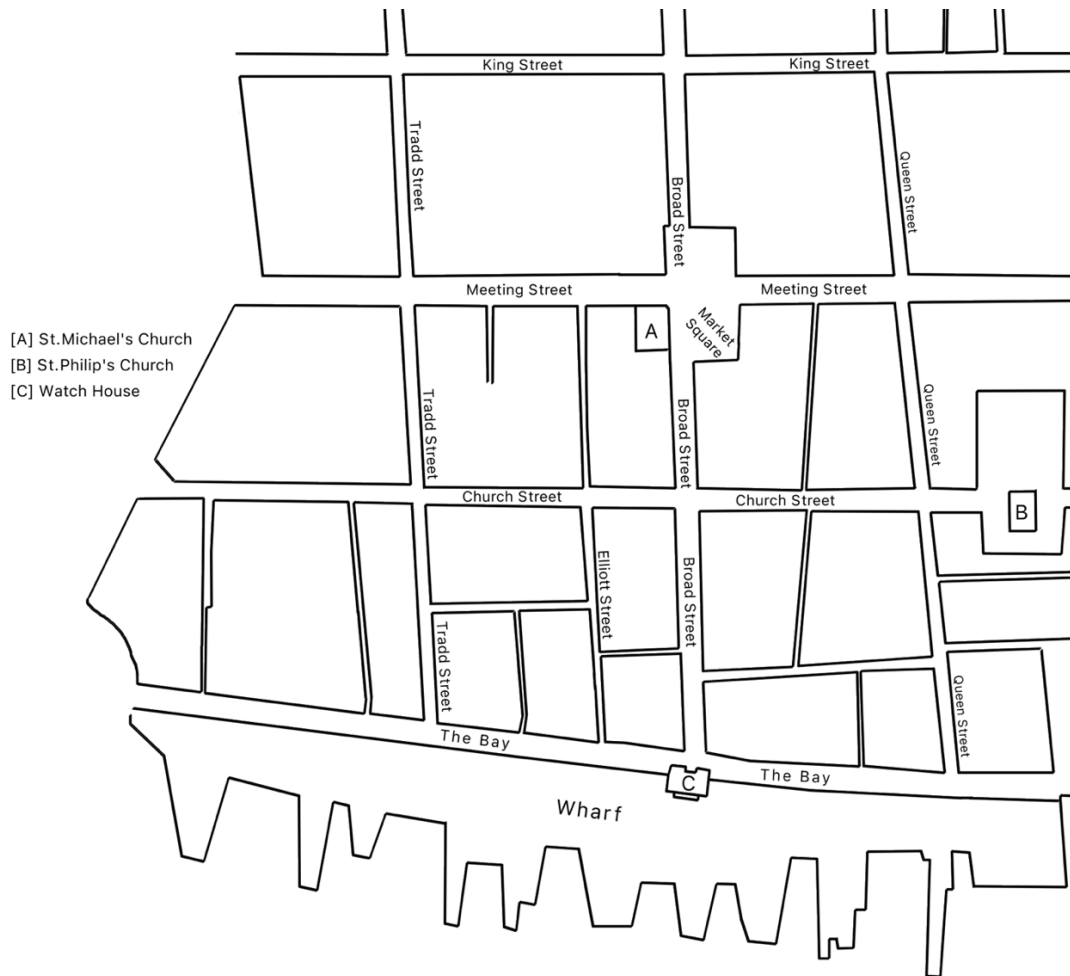 King Street
King Street
Tradd Street
Broad Street
Queen Street
Meeting Street
Meeting Street
[A] St.Michael's Church
[B] St.Philip's Church
[C] Watch House
A
Market
Square
Tradd Street
Broad Street
Queen Street
Church Street
Church Street
B
Elliott Street
Broad Street
Tradd Street
Queen Street
The Bay
The Bay
C
Wharf